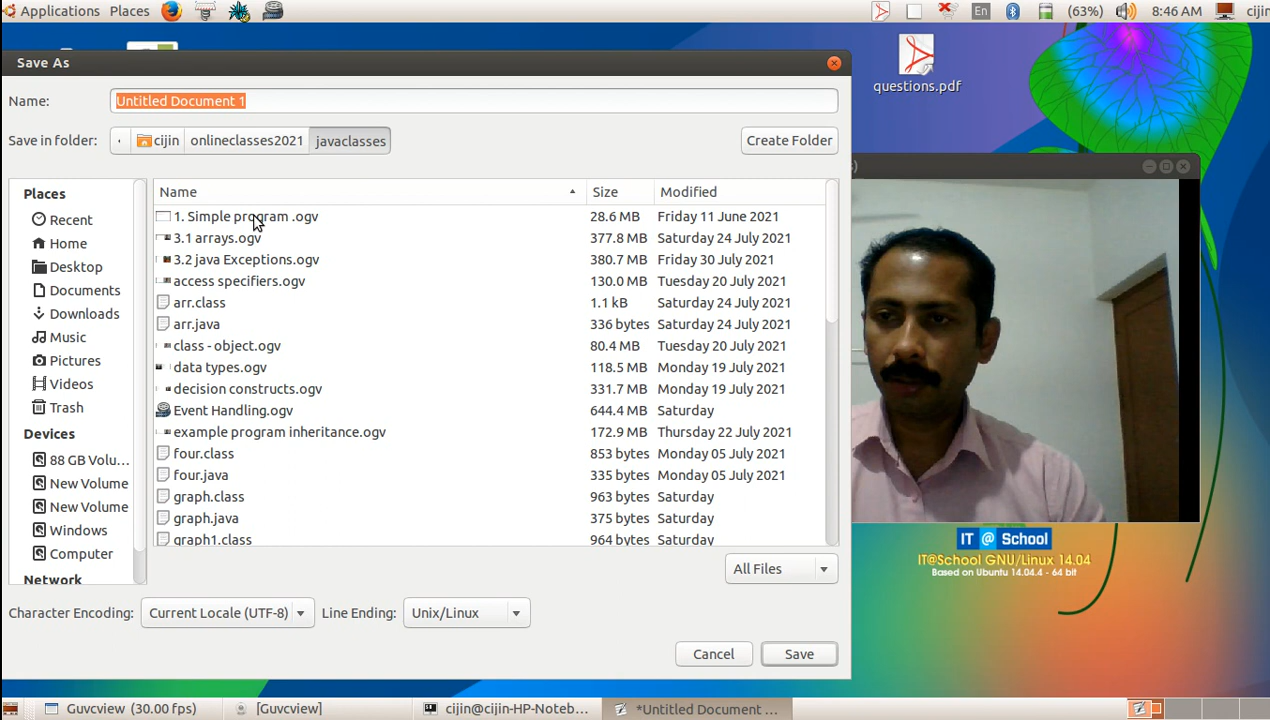 Applications Places En (63%) 8:46 AM cijin
questions.pdf
Save As
Name: Untitled Document 1
Save in folder: cijin onlineclasses2021 javaclasses Create Folder
Places
Recent
Home
Desktop
Documents
Downloads
Music
Pictures
Videos
Trash
Devices
88 GB Volu...
New Volume
New Volume
Windows
Computer
Network
Name Size Modified
1. Simple program .ogv 28.6 MB Friday 11 June 2021
3.1 arrays.ogv 377.8 MB Saturday 24 July 2021
3.2 java Exceptions.ogv 380.7 MB Friday 30 July 2021
access specifiers.ogv 130.0 MB Tuesday 20 July 2021
arr.class 1.1 kB Saturday 24 July 2021
arr.java 336 bytes Saturday 24 July 2021
class - object.ogv 80.4 MB Tuesday 20 July 2021
data types.ogv 118.5 MB Monday 19 July 2021
decision constructs.ogv 331.7 MB Monday 19 July 2021
Event Handling.ogv 644.4 MB Saturday
example program inheritance.ogv 172.9 MB Thursday 22 July 2021
four.class 853 bytes Monday 05 July 2021
four.java 335 bytes Monday 05 July 2021
graph.class 963 bytes Saturday
graph.java 375 bytes Saturday
graph1.class 964 bytes Saturday
All Files
Character Encoding: Current Locale (UTF-8) Line Ending: Unix/Linux
Cancel Save
IT @ School
IT@School GNU/Linux 14.04
Based on Ubuntu 14.04.4 - 64 bit
Guvcview (30.00 fps) [Guvcview] cijin@cijin-HP-Noteb... *Untitled Document ...